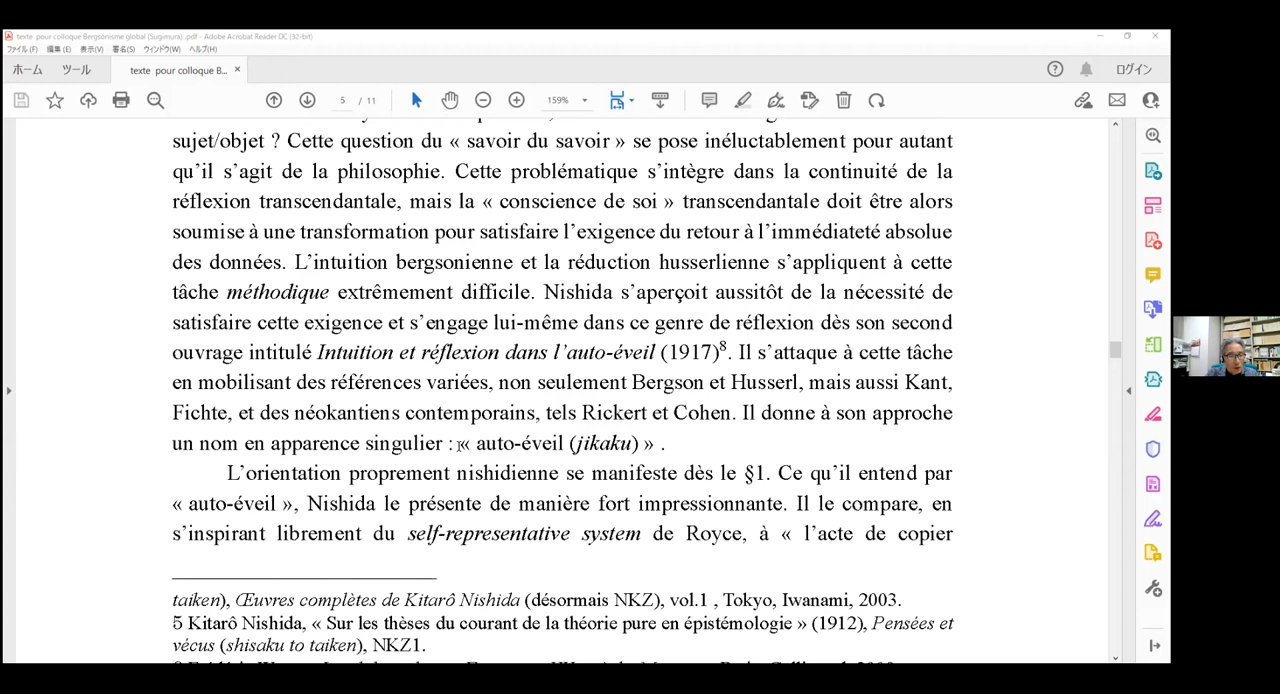 texte pour colloque Bergsonisme global (Sugimura) .pdf - Adobe Acrobat Reader DC (32-bit)
ファイル(F) 編集(E) 表示(V) 署名(S) ウィンドウ(W) ヘルプ(H)
ホーム ツール texte pour colloque B... × ログイン
5 / 11 159%
sujet/objet ? Cette question du « savoir du savoir » se pose inéluctablement pour autant
qu’il s’agit de la philosophie. Cette problématique s’intègre dans la continuité de la
réflexion transcendantale, mais la « conscience de soi » transcendantale doit être alors
soumise à une transformation pour satisfaire l’exigence du retour à l’immédiateté absolue
des données. L’intuition bergsonienne et la réduction husserlienne s’appliquent à cette
tâche méthodique extrêmement difficile. Nishida s’aperçoit aussitôt de la nécessité de
satisfaire cette exigence et s’engage lui-même dans ce genre de réflexion dès son second
ouvrage intitulé Intuition et réflexion dans l’auto-éveil (1917)8. Il s’attaque à cette tâche
en mobilisant des références variées, non seulement Bergson et Husserl, mais aussi Kant,
Fichte, et des néokantiens contemporains, tels Rickert et Cohen. Il donne à son approche
un nom en apparence singulier : « auto-éveil (jikaku) » .
L’orientation proprement nishidienne se manifeste dès le §1. Ce qu’il entend par
« auto-éveil », Nishida le présente de manière fort impressionnante. Il le compare, en
s’inspirant librement du self-representative system de Royce, à « l’acte de copier
taiken), Œuvres complètes de Kitarô Nishida (désormais NKZ), vol.1 , Tokyo, Iwanami, 2003.
5 Kitarô Nishida, « Sur les thèses du courant de la théorie pure en épistémologie » (1912), Pensées et
vécus (shisaku to taiken), NKZ1.